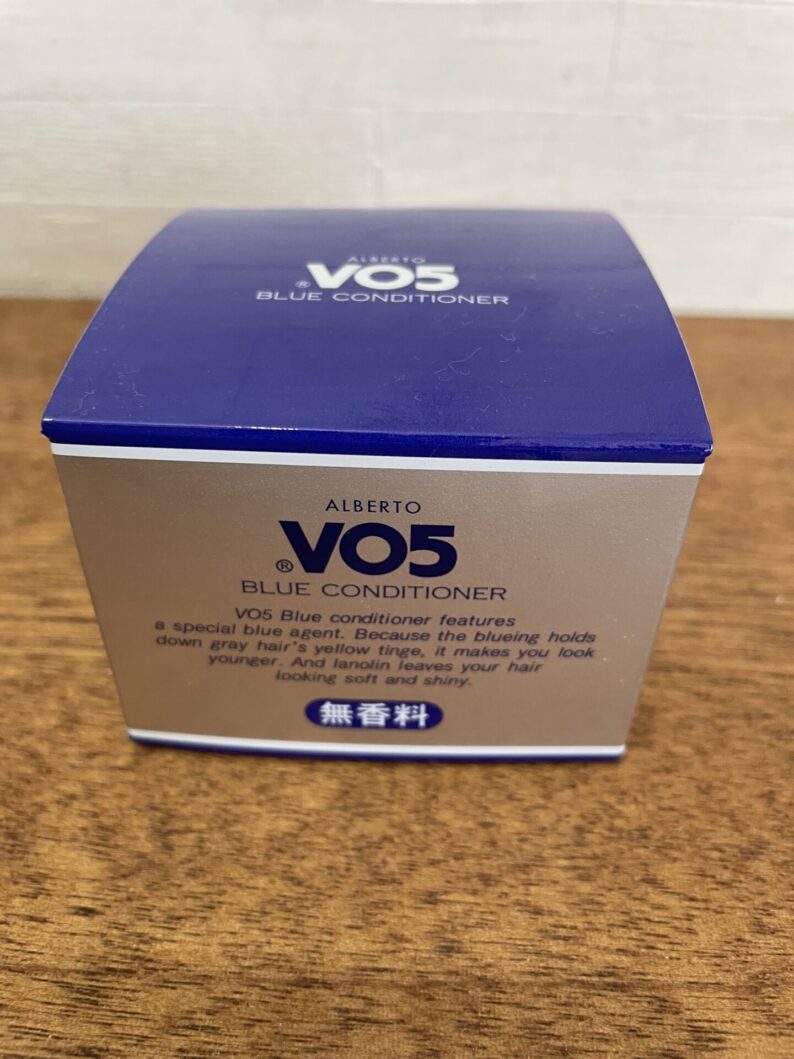 ALBERTO
® VO5
BLUE CONDITIONER
ALBERTO
® VO5
BLUE CONDITIONER
VO5 Blue conditioner features
a special blue agent. Because the blueing holds
down gray hair's yellow tinge, it makes you look
younger. And lanolin leaves your hair
looking soft and shiny.
無香料